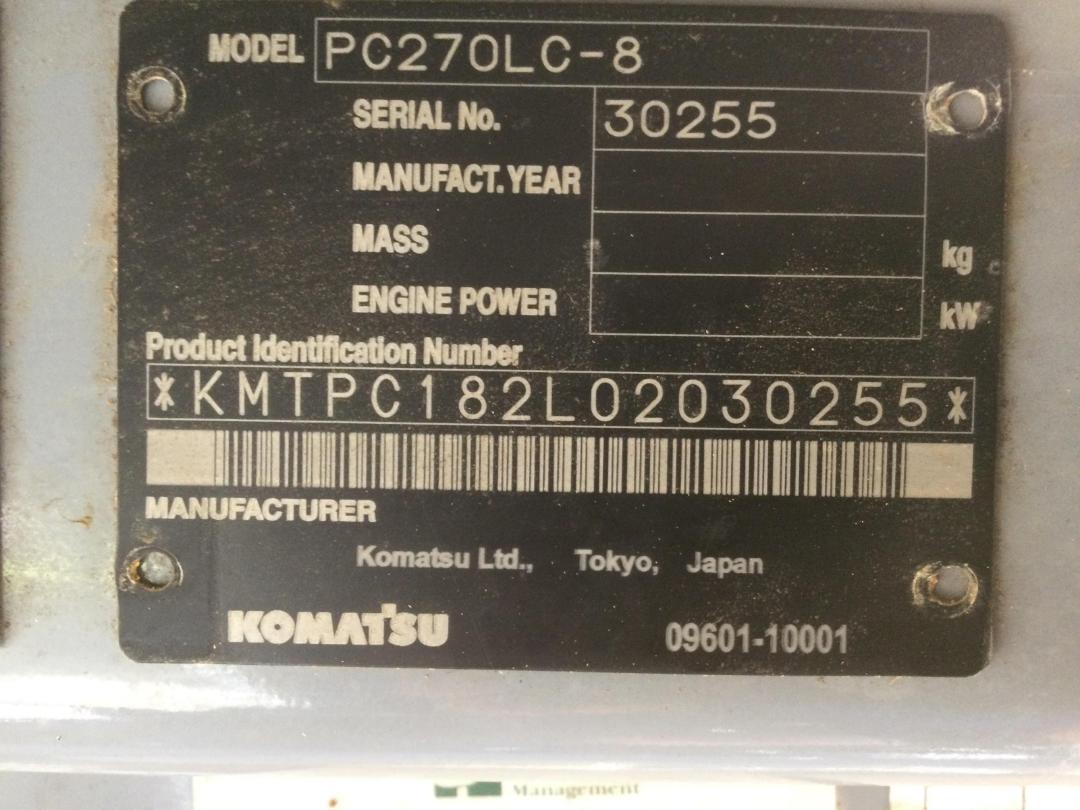 MODEL PC270LC-8
SERIAL No. 30255
MANUFACT. YEAR
MASS kg
ENGINE POWER kW
Product Identification Number
*KMTPC182L02030255*
MANUFACTURER
Komatsu Ltd., Tokyo, Japan
KOMATSU 09601-10001
Management